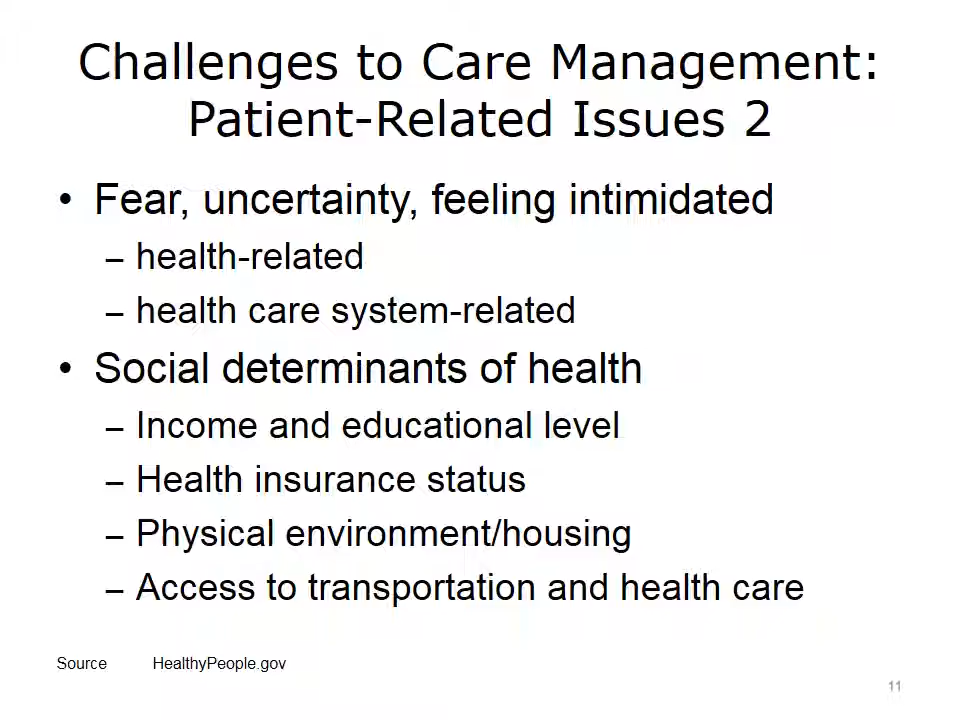 Challenges to Care Management:
Patient-Related Issues 2
• Fear, uncertainty, feeling intimidated
– health-related
– health care system-related
• Social determinants of health
– Income and educational level
– Health insurance status
– Physical environment/housing
– Access to transportation and health care
Source HealthyPeople.gov
11